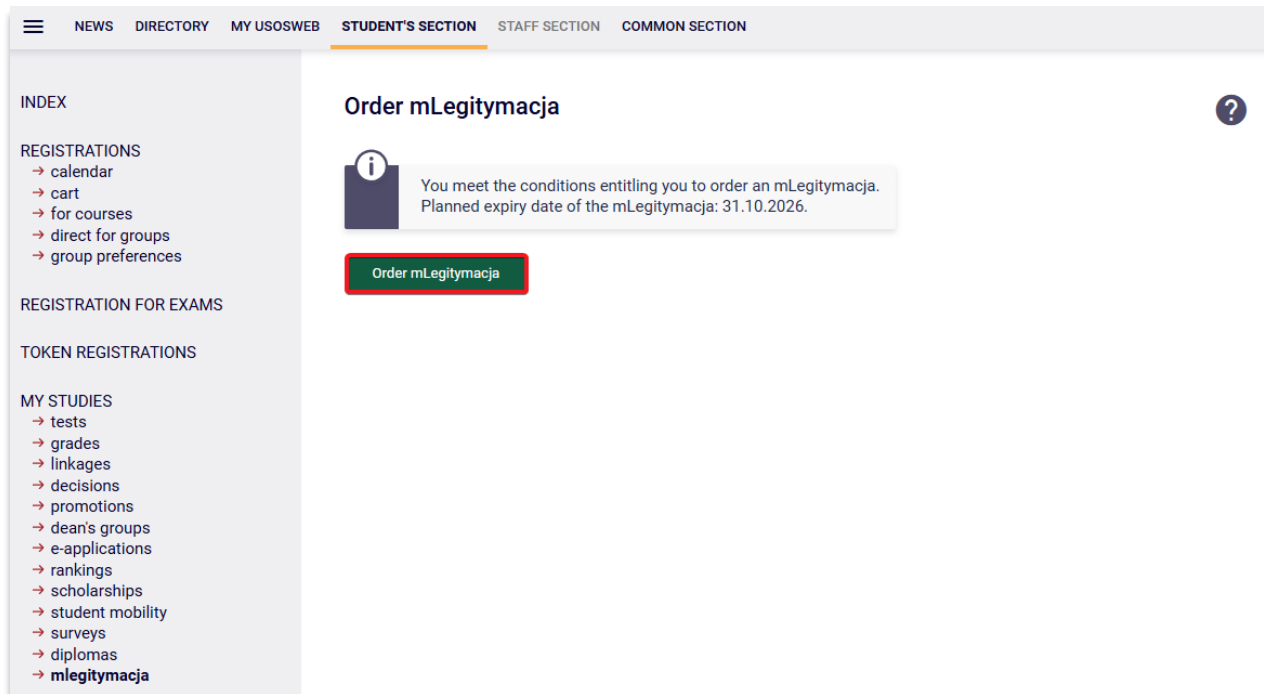 NEWS DIRECTORY MY USOSWEB STUDENT'S SECTION STAFF SECTION COMMON SECTION
INDEX
REGISTRATIONS
→ calendar
→ cart
→ for courses
→ direct for groups
→ group preferences
REGISTRATION FOR EXAMS
TOKEN REGISTRATIONS
MY STUDIES
→ tests
→ grades
→ linkages
→ decisions
→ promotions
→ dean's groups
→ e-applications
→ rankings
→ scholarships
→ student mobility
→ surveys
→ diplomas
→ mlegitymacja
Order mLegitymacja
?
i
You meet the conditions entitling you to order an mLegitymacja.
Planned expiry date of the mLegitymacja: 31.10.2026.
Order mLegitymacja